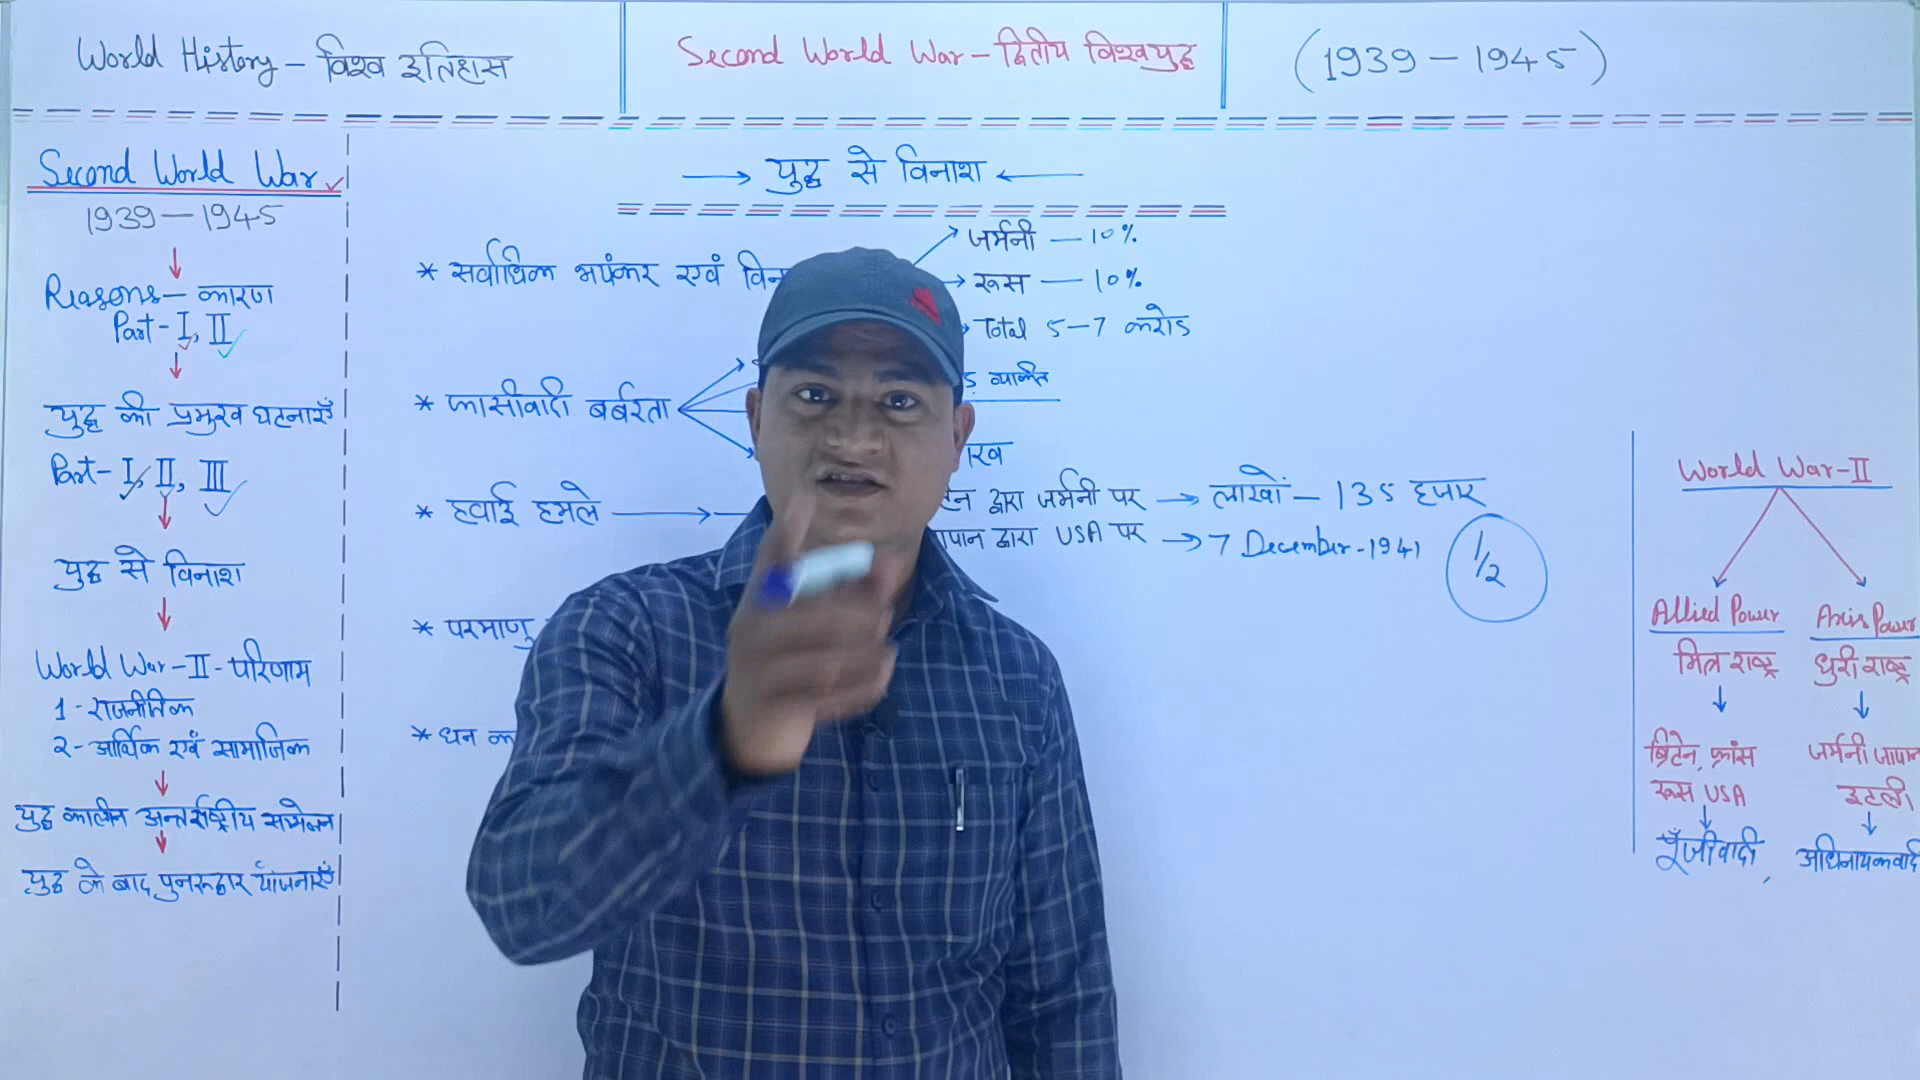 World History – विश्व इतिहास
Second World War – द्वितीय विश्वयुद्ध
(1939 – 1945)
Second World War
1939 – 1945
Reasons – कारण
Part - I, II
युद्ध की प्रमुख घटनाएँ
Part - I, II, III
युद्ध से विनाश
World War - II - परिणाम
1 - राजनीतिक
2 - आर्थिक एवं सामाजिक
युद्ध कालीन अन्तर्राष्ट्रीय सम्मेलन
युद्ध के बाद पुनरुद्धार योजनाएँ
युद्ध से विनाश
* सर्वाधिक भयंकर एवं
जर्मनी – 10%
रूस – 10%
Total 5 – 7 करोड
* फासीवादी बर्बरता
व्यक्ति
* हवाई हमले
द्वारा जर्मनी पर → लाखों – 135 हजार
द्वारा USA पर → 7 December - 1941
1/2
* परमाणु
* धन
World War - II
Allied Power
मित्र राष्ट्र
ब्रिटेन, फ्रांस
रूस USA
पूँजीवादी,
Axis Power
धुरी राष्ट्र
जर्मनी जापान
इटली
अधिनायकवादी